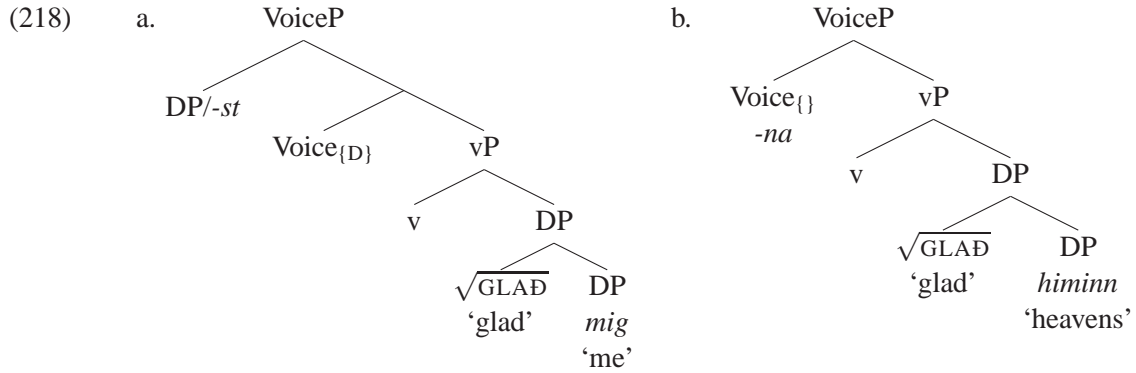 (218) a. VoiceP b. VoiceP
DP/-st Voice{} vP
Voice{D} vP -na
v DP
v DP
√GLAÐ DP
√GLAÐ DP ‘glad’ himinn
‘glad’ mig ‘heavens’
‘me’